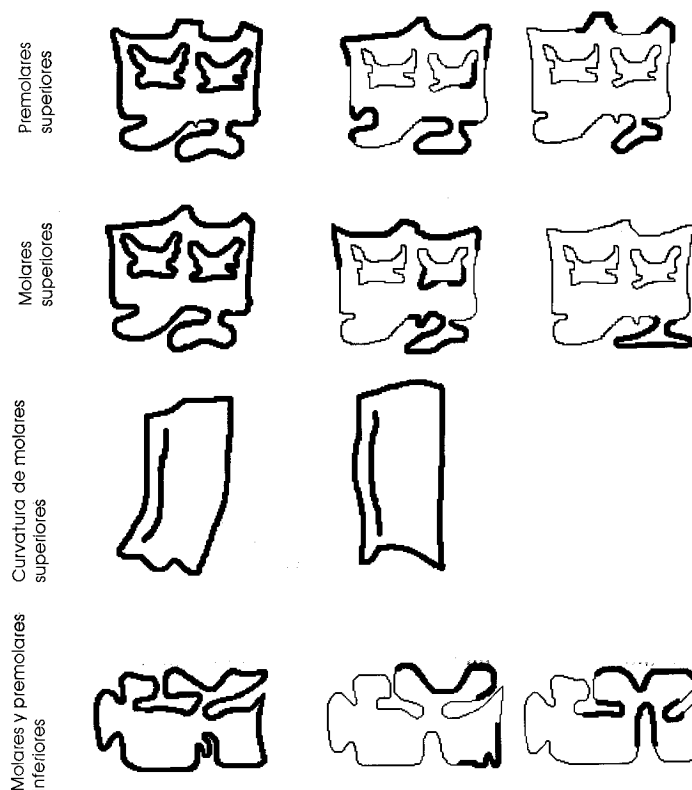 Premolares
superiores
Molares
superiores
Curvatura de molares
superiores
Molares y premolares
nferiores